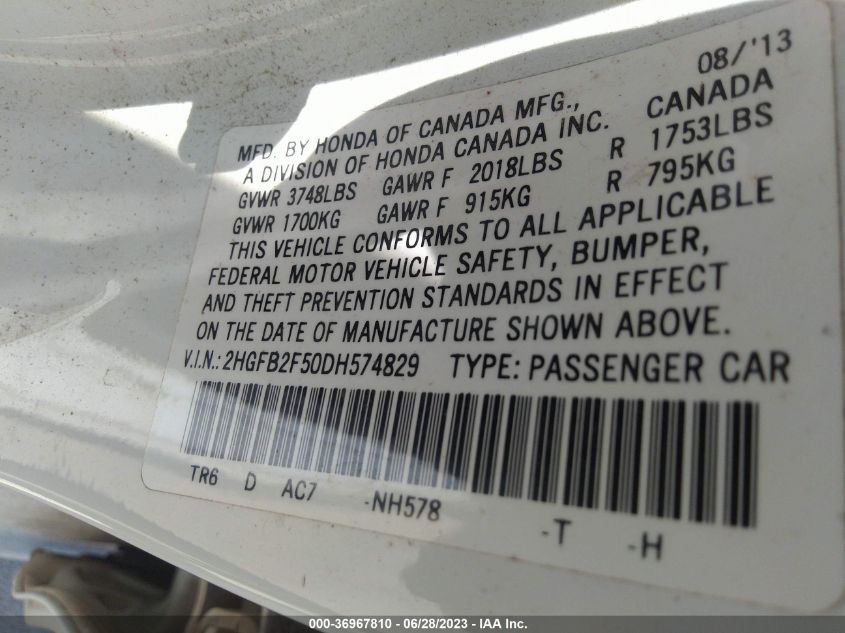 08/'13
MFD. BY HONDA OF CANADA MFG.,
A DIVISION OF HONDA CANADA INC. CANADA
GVWR 3748LBS GAWR F 2018LBS R 1753LBS
GVWR 1700KG GAWR F 915KG R 795KG
THIS VEHICLE CONFORMS TO ALL APPLICABLE
FEDERAL MOTOR VEHICLE SAFETY, BUMPER,
AND THEFT PREVENTION STANDARDS IN EFFECT
ON THE DATE OF MANUFACTURE SHOWN ABOVE.
V.I.N.: 2HGFB2F50DH574829 TYPE: PASSENGER CAR
TR6 D AC7 -NH578 -T -H
000-36967810 - 06/28/2023 - IAA Inc.